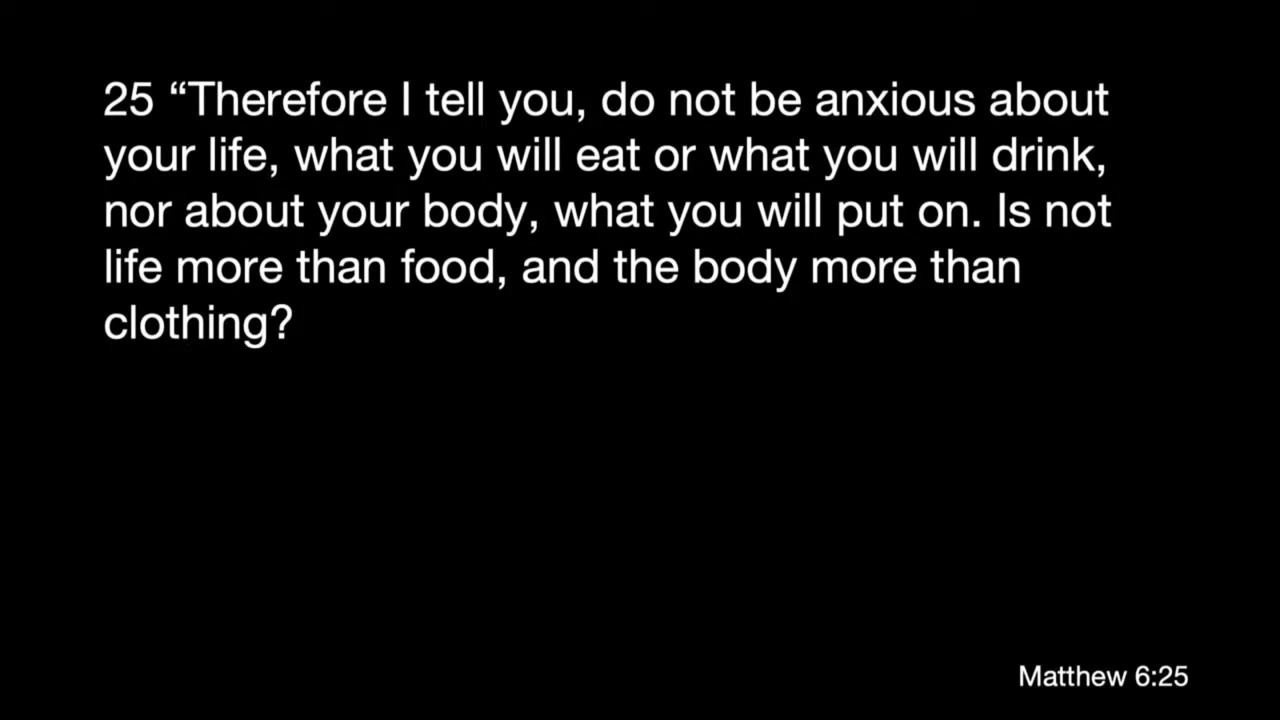 25 “Therefore I tell you, do not be anxious about
your life, what you will eat or what you will drink,
nor about your body, what you will put on. Is not
life more than food, and the body more than
clothing?
Matthew 6:25